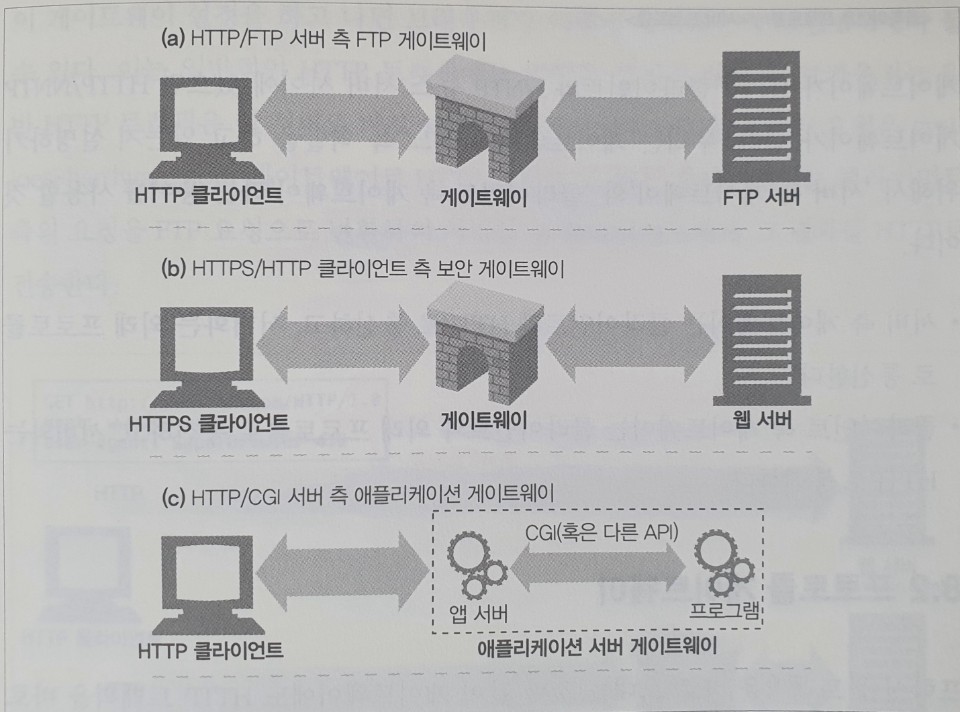 (a) HTTP/FTP 서버 측 FTP 게이트웨이
HTTP 클라이언트
게이트웨이
FTP 서버
(b) HTTPS/HTTP 클라이언트 측 보안 게이트웨이
HTTPS 클라이언트
게이트웨이
웹 서버
(c) HTTP/CGI 서버 측 애플리케이션 게이트웨이
CGI(혹은 다른 API)
앱 서버
프로그램
HTTP 클라이언트
애플리케이션 서버 게이트웨이